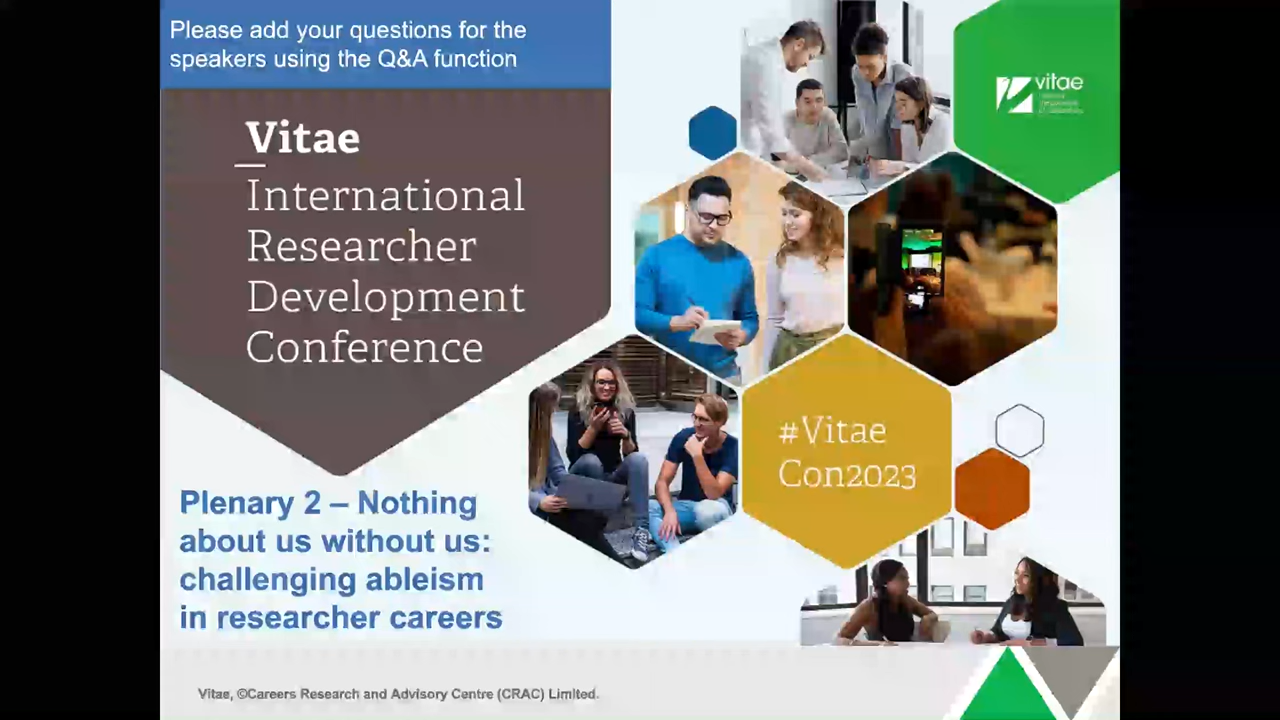 Please add your questions for the
speakers using the Q&A function
Vitae
International
Researcher
Development
Conference
vitae
#Vitae
Con2023
Plenary 2 – Nothing
about us without us:
challenging ableism
in researcher careers
Vitae, ©Careers Research and Advisory Centre (CRAC) Limited.